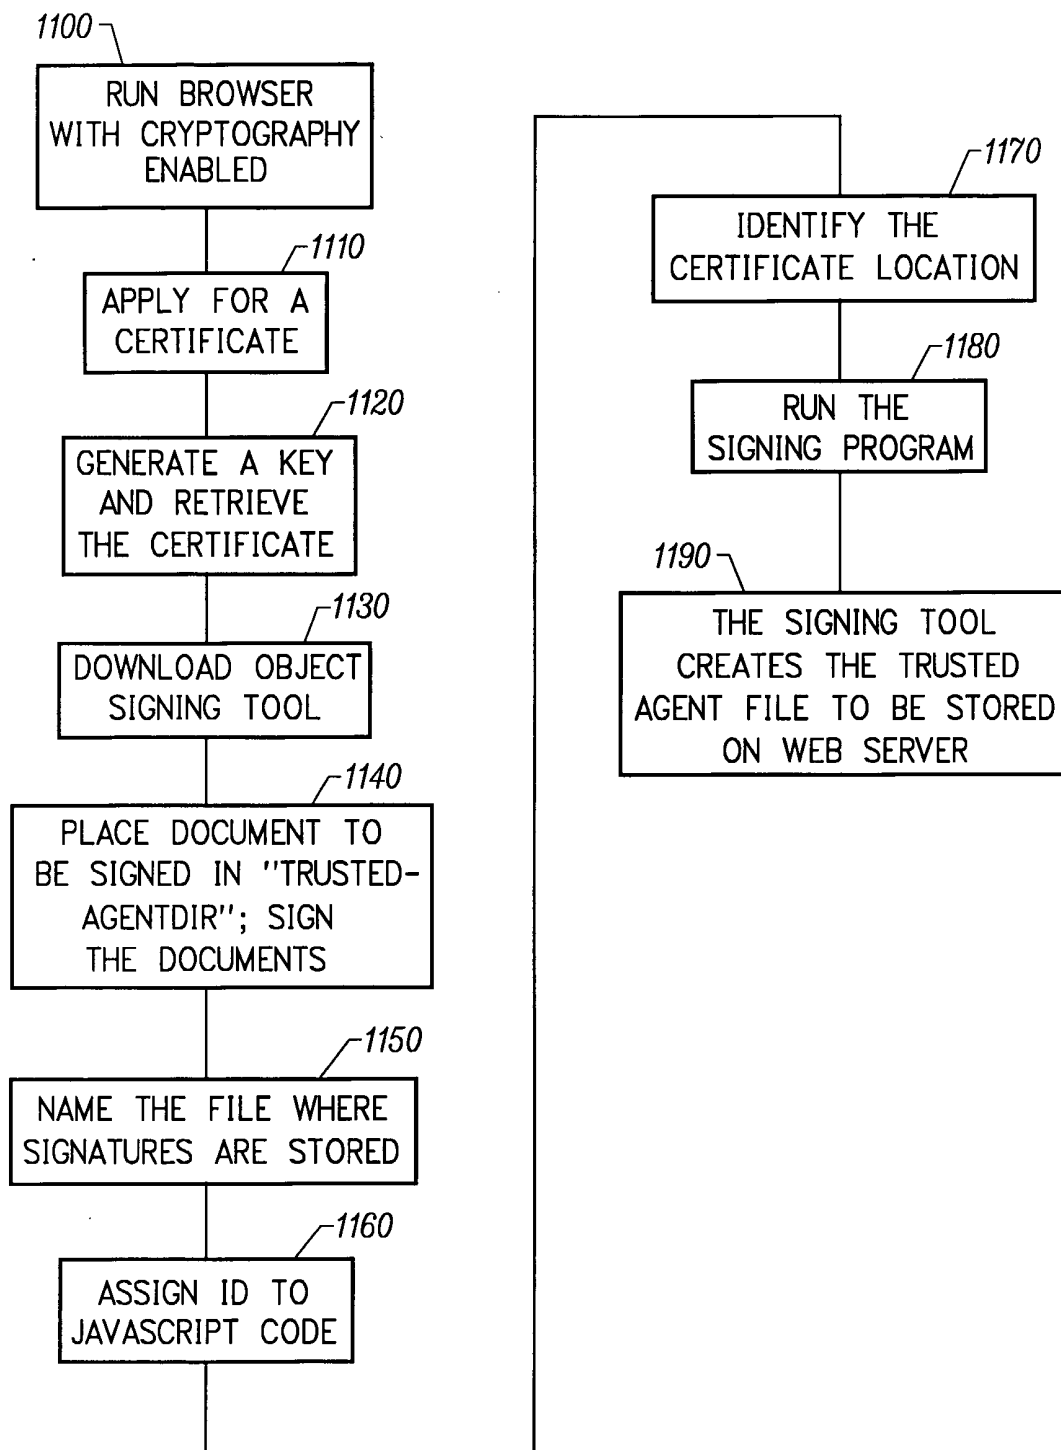 1100
RUN BROWSER
WITH CRYPTOGRAPHY
ENABLED
1110
APPLY FOR A
CERTIFICATE
1120
GENERATE A KEY
AND RETRIEVE
THE CERTIFICATE
1130
DOWNLOAD OBJECT
SIGNING TOOL
1140
PLACE DOCUMENT TO
BE SIGNED IN "TRUSTED-
AGENTDIR"; SIGN
THE DOCUMENTS
1150
NAME THE FILE WHERE
SIGNATURES ARE STORED
1160
ASSIGN ID TO
JAVASCRIPT CODE
1170
IDENTIFY THE
CERTIFICATE LOCATION
1180
RUN THE
SIGNING PROGRAM
1190
THE SIGNING TOOL
CREATES THE TRUSTED
AGENT FILE TO BE STORED
ON WEB SERVER